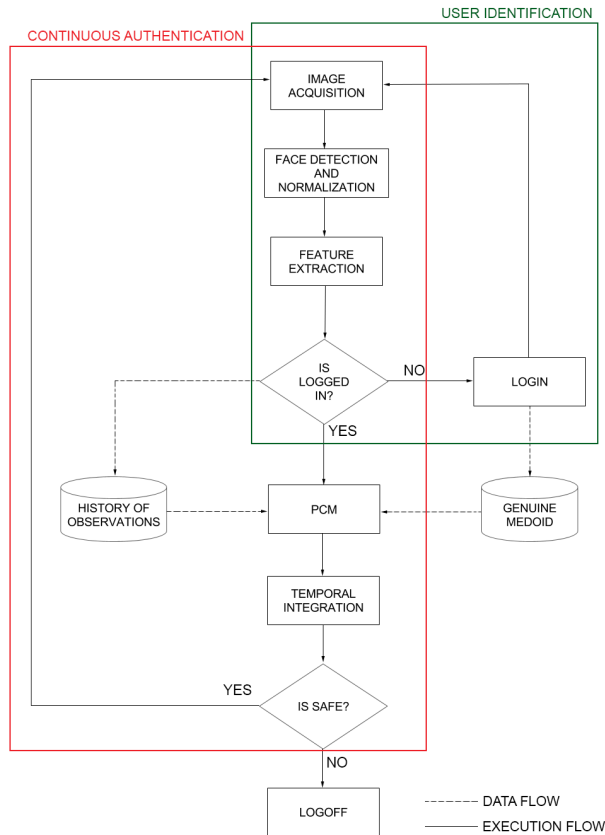 USER IDENTIFICATION
CONTINUOUS AUTHENTICATION
IMAGE
ACQUISITION
FACE DETECTION
AND
NORMALIZATION
FEATURE
EXTRACTION
IS
LOGGED
IN?
NO
LOGIN
YES
HISTORY OF
OBSERVATIONS
PCM
GENUINE
MEDOID
TEMPORAL
INTEGRATION
YES
IS SAFE?
NO
LOGOFF
DATA FLOW
EXECUTION FLOW